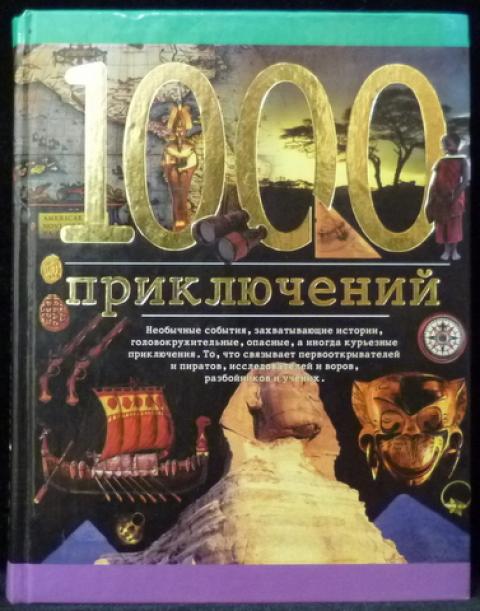 1000
AMERICAE
приключений
Необычные события, захватывающие истории,
головокружительные, опасные, а иногда курьезные
приключения. То, что связывает первооткрывателей
и пиратов, исследователей и воров,
разбойников и ученых.